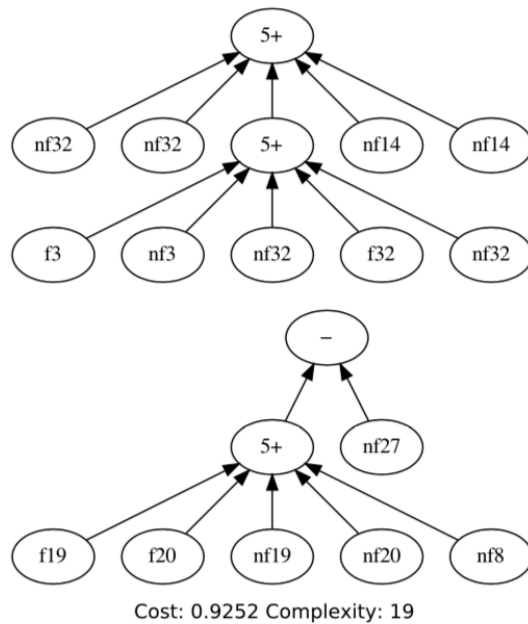 5+
nf32 nf32 5+ nf14 nf14
f3 nf3 nf32 f32 nf32
−
5+ nf27
f19 f20 nf19 nf20 nf8
Cost: 0.9252 Complexity: 19